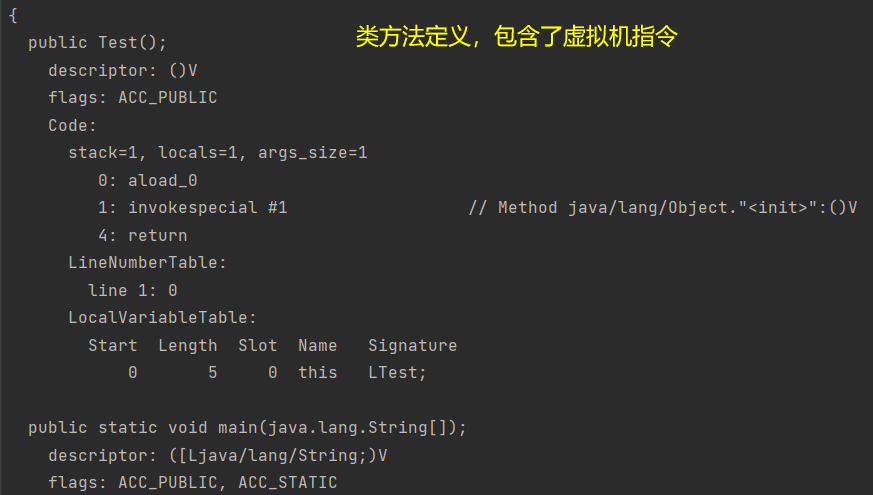 {
类方法定义，包含了虚拟机指令
  public Test();
    descriptor: ()V
    flags: ACC_PUBLIC
    Code:
      stack=1, locals=1, args_size=1
         0: aload_0
         1: invokespecial #1                  // Method java/lang/Object."<init>":()V
         4: return
      LineNumberTable:
        line 1: 0
      LocalVariableTable:
        Start  Length  Slot  Name   Signature
            0       5     0  this   LTest;

  public static void main(java.lang.String[]);
    descriptor: ([Ljava/lang/String;)V
    flags: ACC_PUBLIC, ACC_STATIC